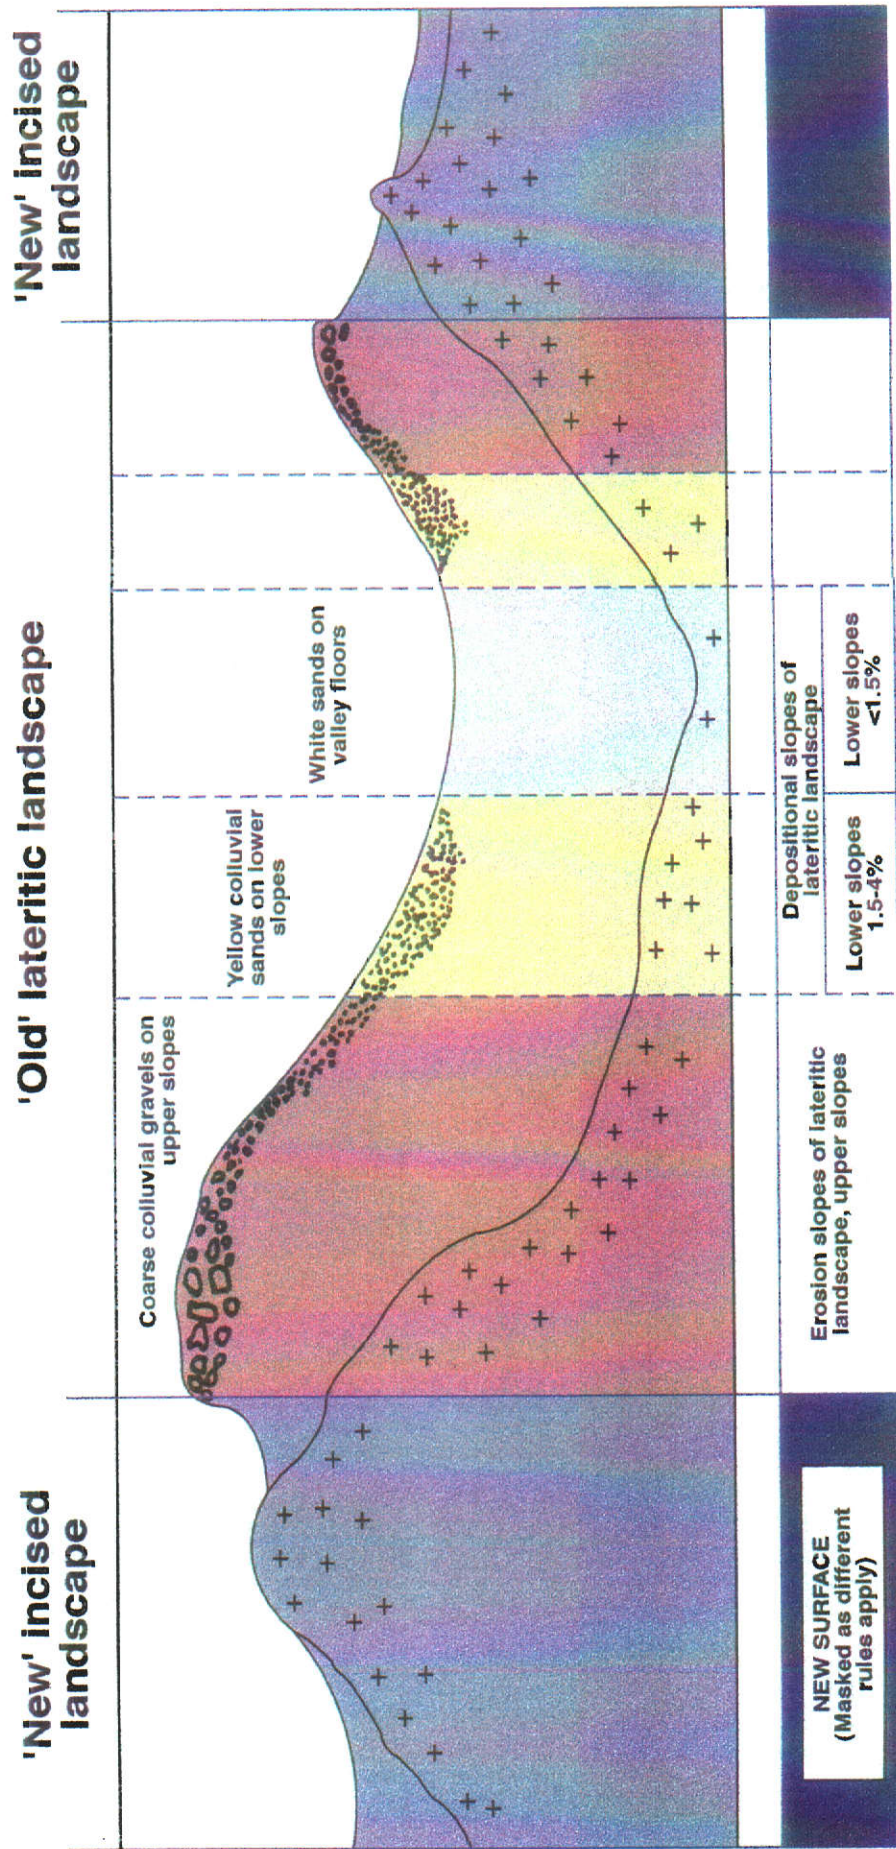 'New' incised
landscape
'Old' lateritic landscape
'New' incised
landscape
Coarse colluvial gravels on
upper slopes
Yellow colluvial
sands on lower
slopes
White sands on
valley floors
NEW SURFACE
(Masked as different
rules apply)
Erosion slopes of lateritic
landscape, upper slopes
Depositional slopes of
lateritic landscape
Lower slopes
1.5-4%
Lower slopes
<1.5%